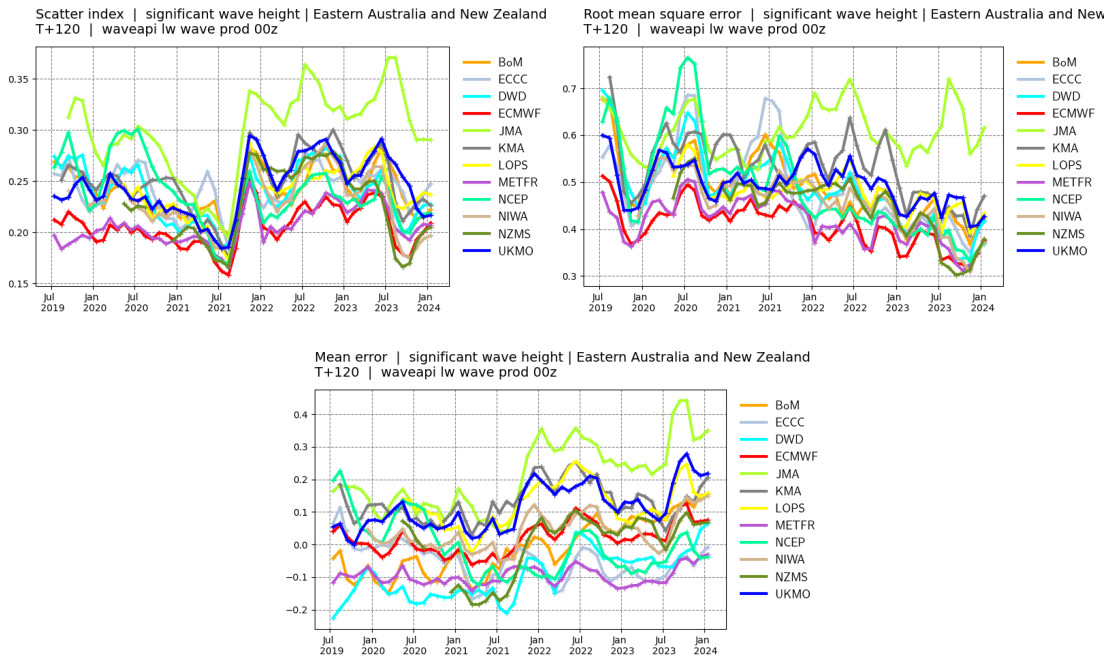 Scatter index | significant wave height | Eastern Australia and New Zealand
T+120 | waveapi lw wave prod 00z
0.35
0.30
0.25
0.20
0.15
Jul 2019
Jan 2020
Jul 2020
Jan 2021
Jul 2021
Jan 2022
Jul 2022
Jan 2023
Jul 2023
Jan 2024
BoM
ECCC
DWD
ECMWF
JMA
KMA
LOPS
METFR
NCEP
NIWA
NZMS
UKMO
Root mean square error | significant wave height | Eastern Australia and New
T+120 | waveapi lw wave prod 00z
0.7
0.6
0.5
0.4
0.3
Jul 2019
Jan 2020
Jul 2020
Jan 2021
Jul 2021
Jan 2022
Jul 2022
Jan 2023
Jul 2023
Jan 2024
BoM
ECCC
DWD
ECMWF
JMA
KMA
LOPS
METFR
NCEP
NIWA
NZMS
UKMO
Mean error | significant wave height | Eastern Australia and New Zealand
T+120 | waveapi lw wave prod 00z
0.4
0.3
0.2
0.1
0.0
−0.1
−0.2
Jul 2019
Jan 2020
Jul 2020
Jan 2021
Jul 2021
Jan 2022
Jul 2022
Jan 2023
Jul 2023
Jan 2024
BoM
ECCC
DWD
ECMWF
JMA
KMA
LOPS
METFR
NCEP
NIWA
NZMS
UKMO